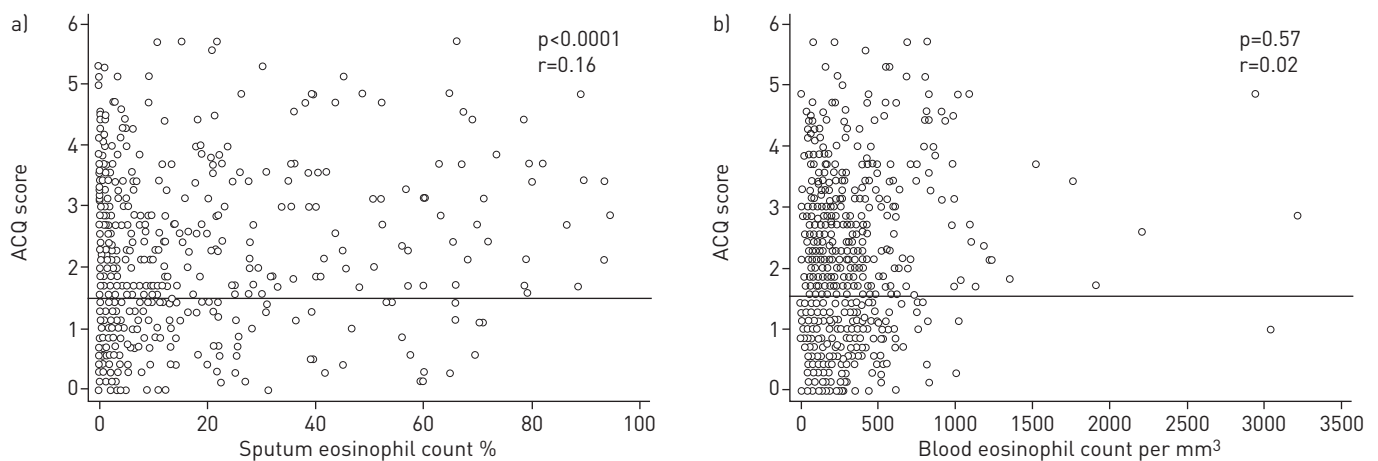 a)
p<0.0001
r=0.16
ACQ score
6
5
4
3
2
1
0
0 20 40 60 80 100
Sputum eosinophil count %
b)
p=0.57
r=0.02
ACQ score
6
5
4
3
2
1
0
0 500 1000 1500 2000 2500 3000 3500
Blood eosinophil count per mm³